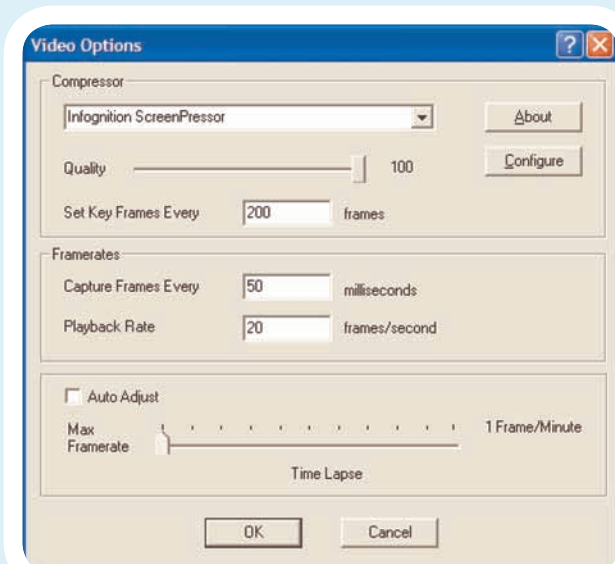 Video Options
Compressor
Infognition ScreenPressor
About
Quality 100
Configure
Set Key Frames Every 200 frames
Framerates
Capture Frames Every 50 milliseconds
Playback Rate 20 frames/second
Auto Adjust
Max
Framerate
1 Frame/Minute
Time Lapse
OK Cancel